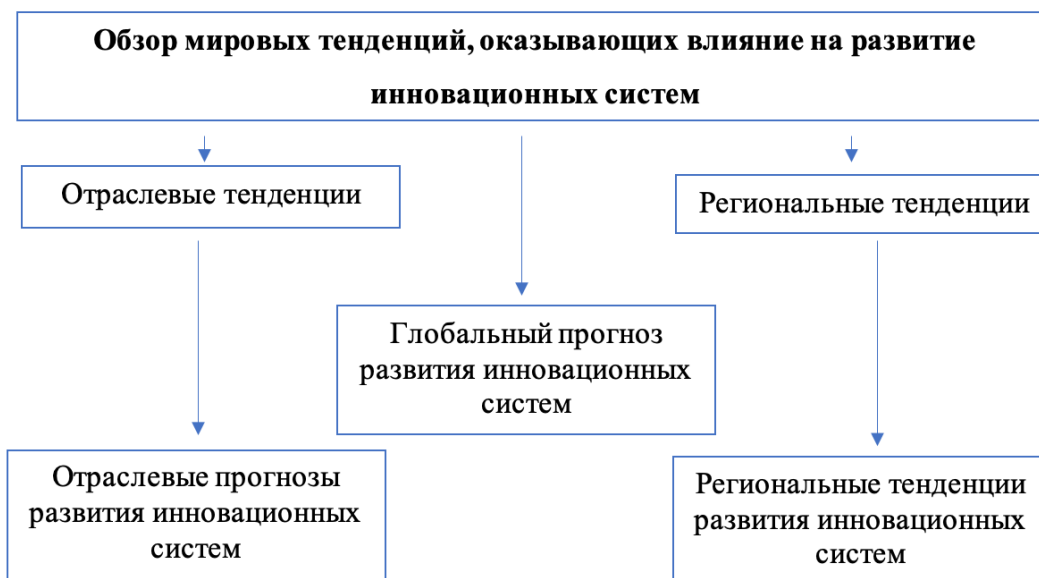 Обзор мировых тенденций, оказывающих влияние на развитие
инновационных систем
Отраслевые тенденции
Региональные тенденции
Глобальный прогноз
развития инновационных
систем
Отраслевые прогнозы
развития инновационных
систем
Региональные тенденции
развития инновационных
систем